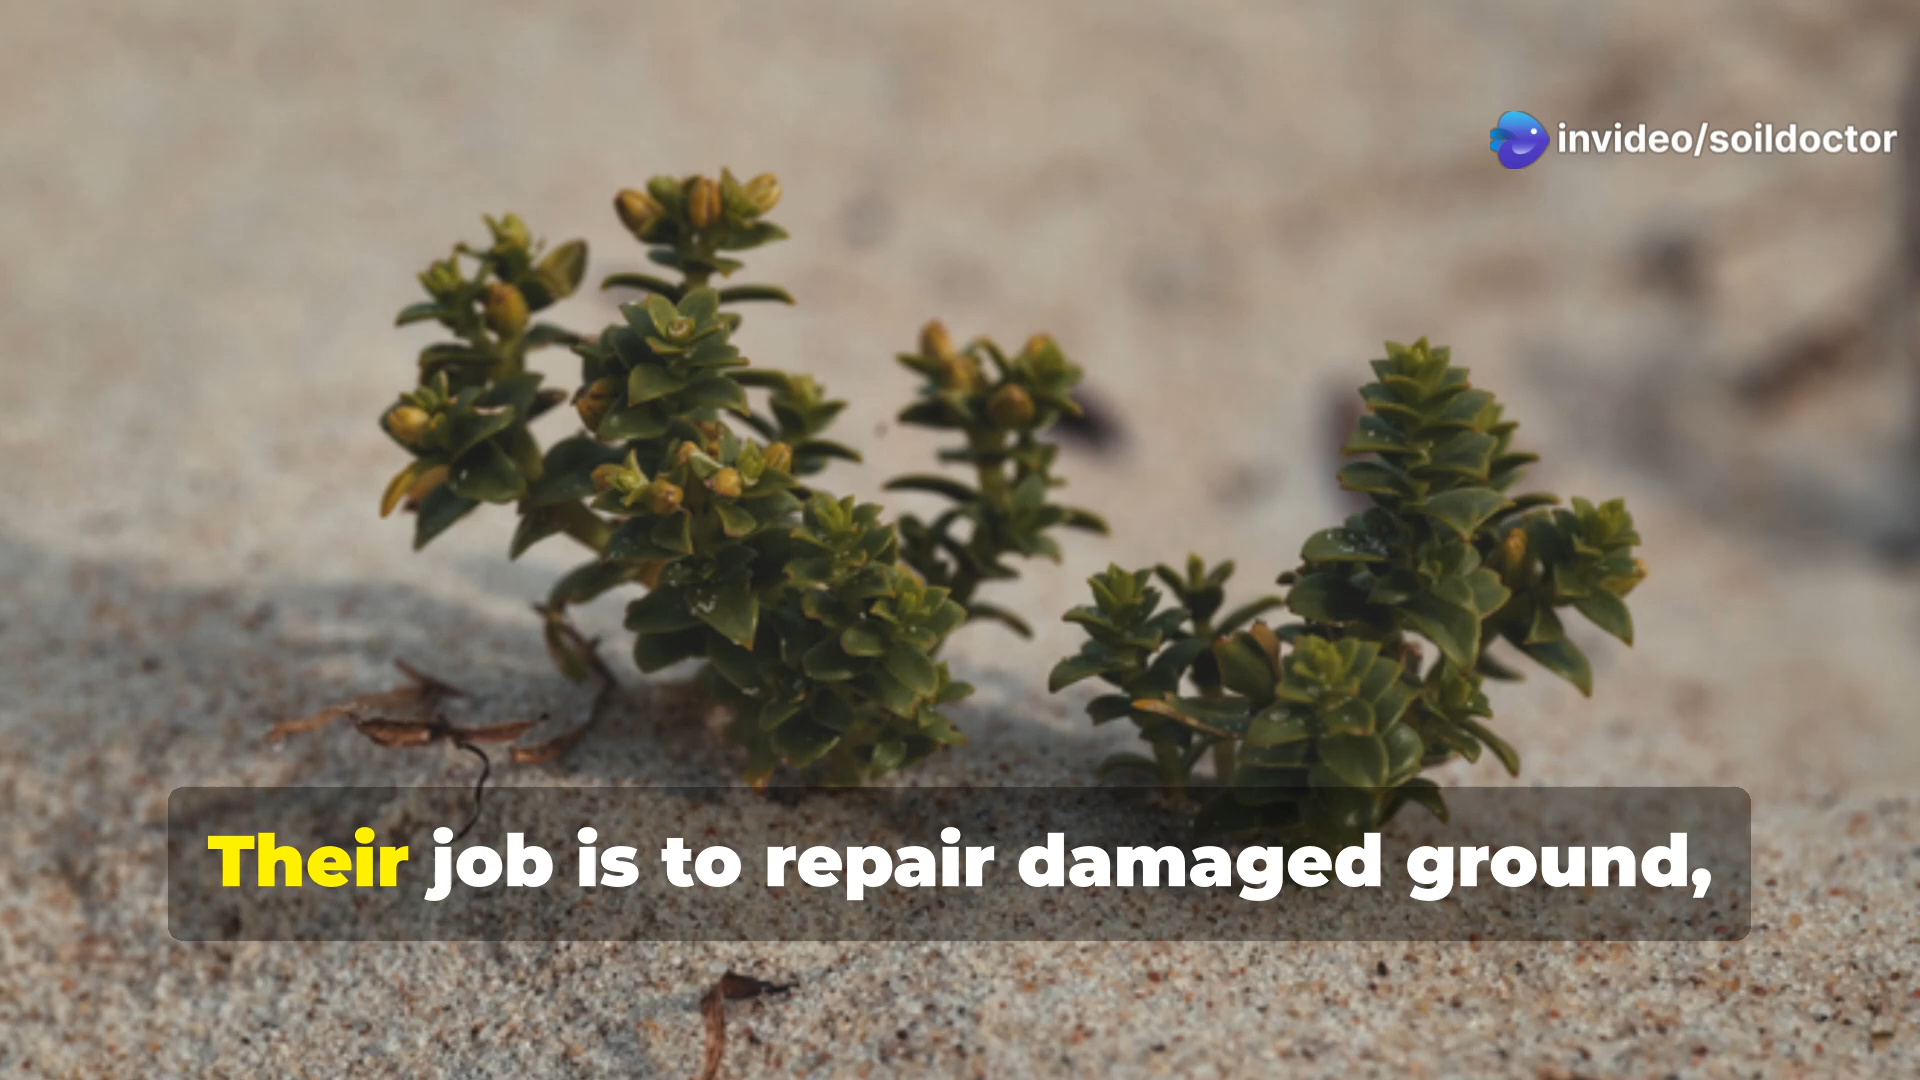 invideo/soildoctor
Their job is to repair damaged ground,